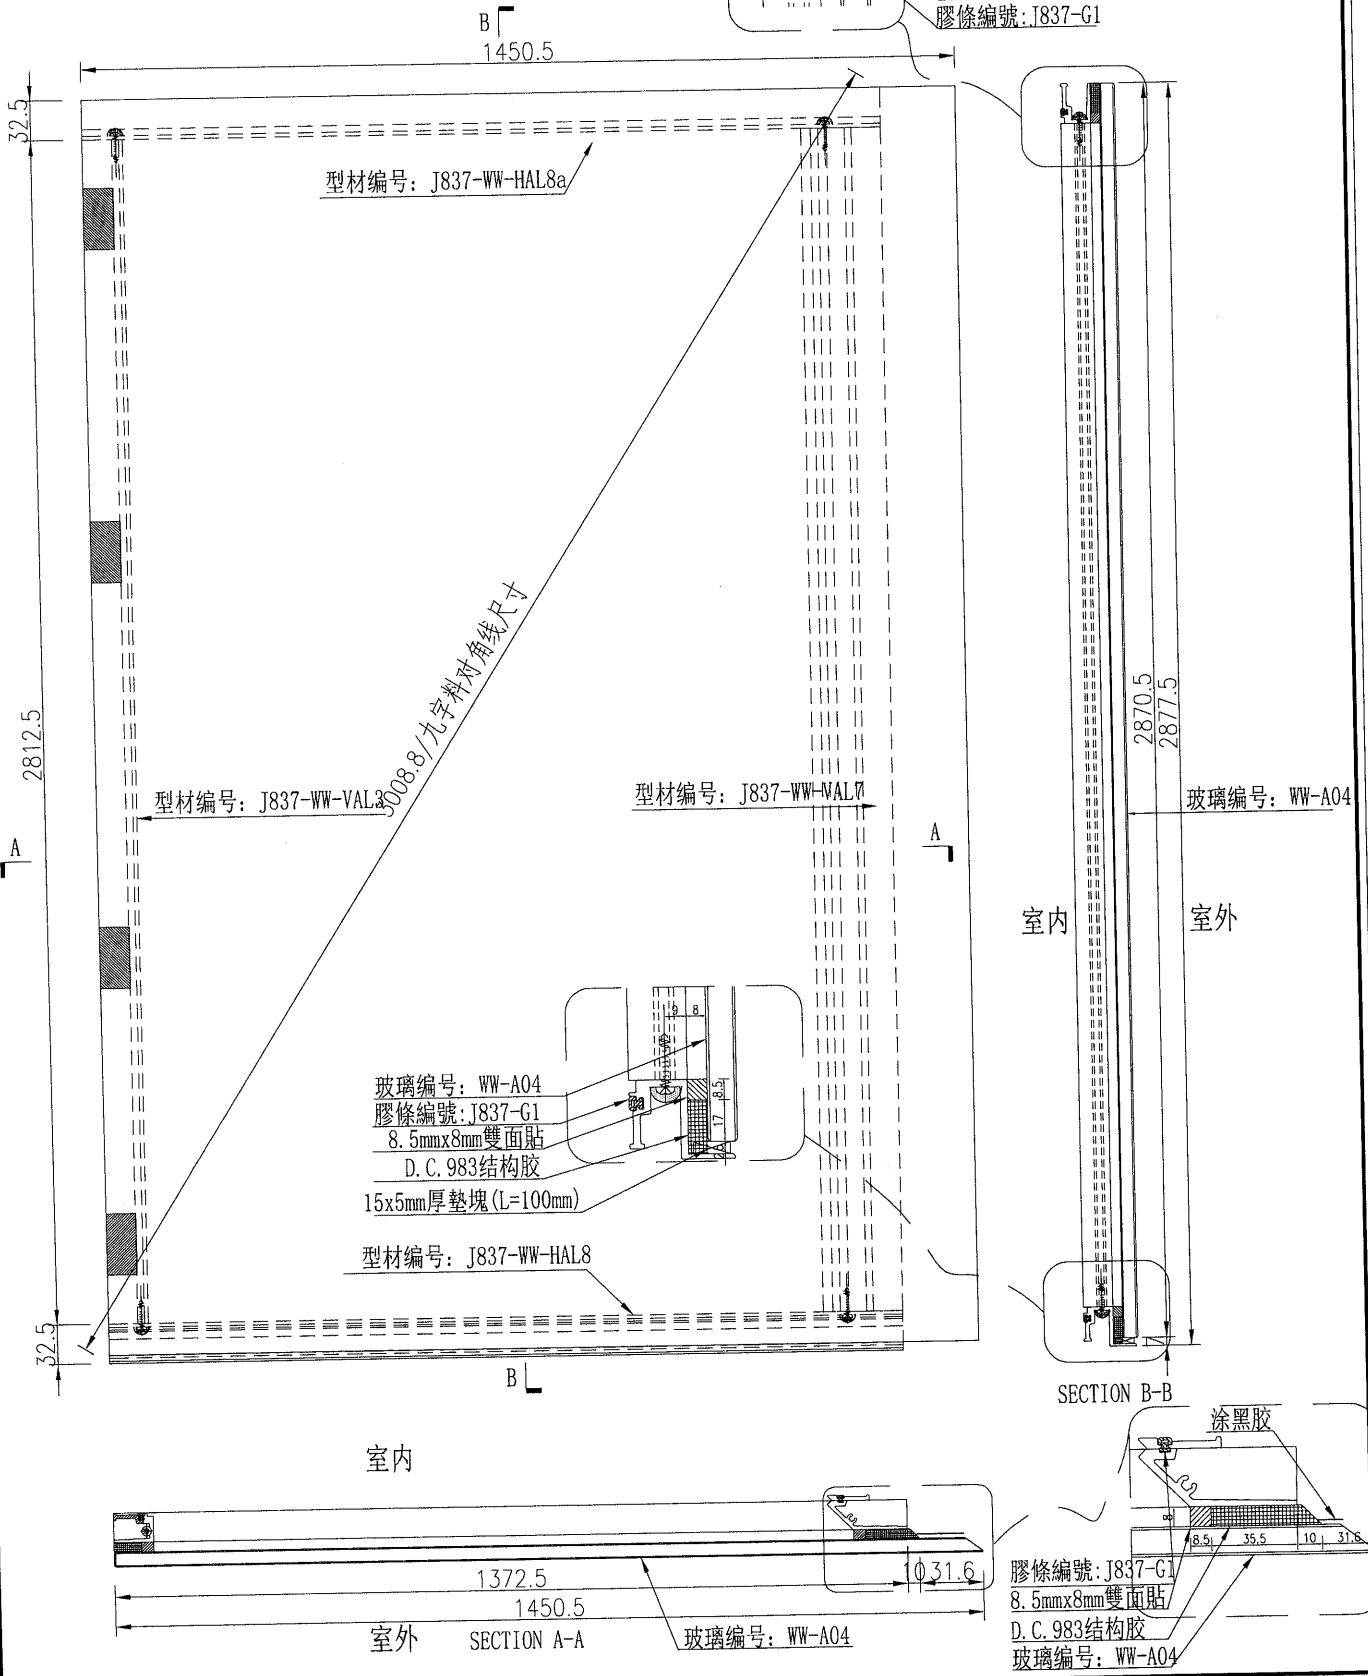 膠條編號:J837-G1
B
1450.5
32.5
型材编号: J837-WW-HAL8a
2812.5
3008.8/九字料对角线尺寸
2870.5
2877.5
型材编号: J837-WW-VAL3
型材编号: J837-WW-VAL7
玻璃编号: WW-A04
A
A
室内
室外
9
8
玻璃编号: WW-A04
膠條編號:J837-G1
8.5mmx8mm雙面貼
D.C.983结构胶
15x5mm厚墊塊(L=100mm)
8.5
17
型材编号: J837-WW-HAL8
32.5
B
7
SECTION B-B
涂黑胶
室内
8
8.5
35.5
10
31.6
1372.5
10
31.6
1450.5
室外
SECTION A-A
玻璃编号: WW-A04
膠條編號:J837-G1
8.5mmx8mm雙面貼
D.C.983结构胶
玻璃编号: WW-A04